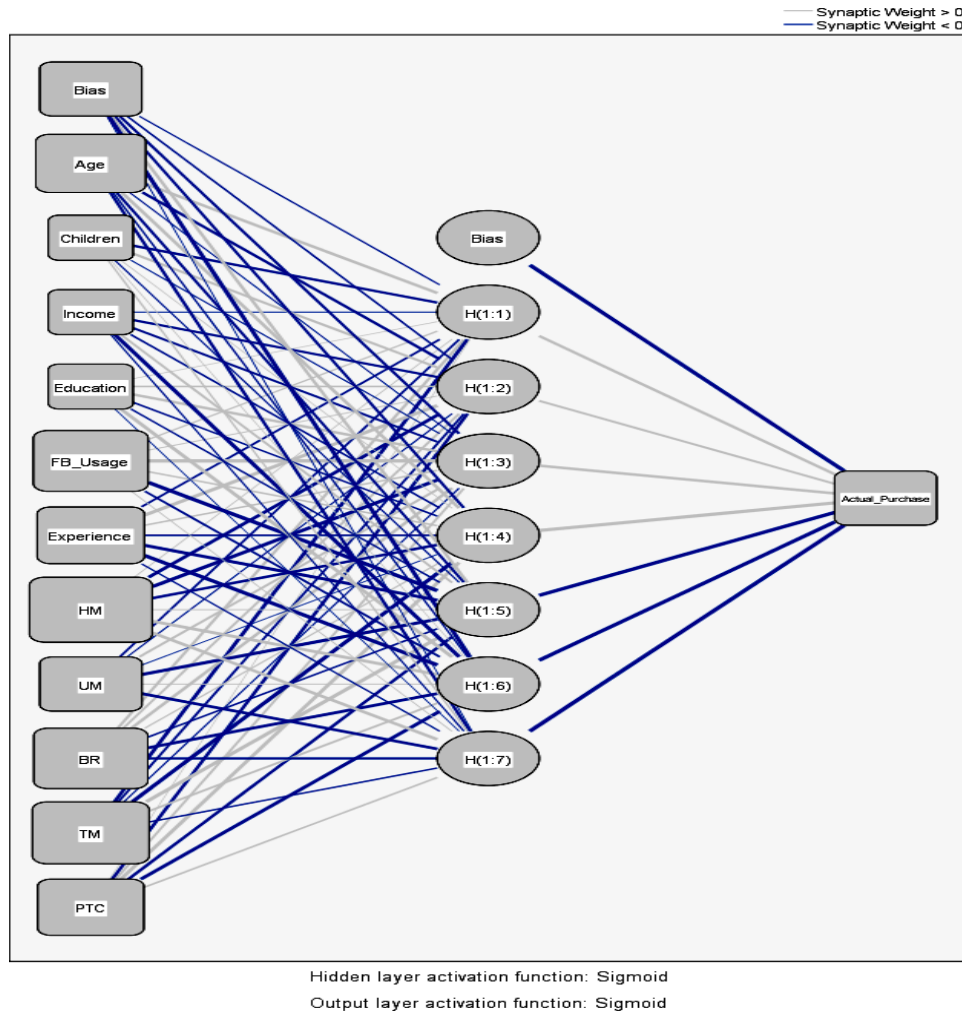 Synaptic Weight > 0
Synaptic Weight < 0
Bias
Age
Children
Income
Education
FB_Usage
Experience
HM
UM
BR
TM
PTC
Bias
H(1:1)
H(1:2)
H(1:3)
H(1:4)
H(1:5)
H(1:6)
H(1:7)
Actual_Purchase
Hidden layer activation function: Sigmoid
Output layer activation function: Sigmoid